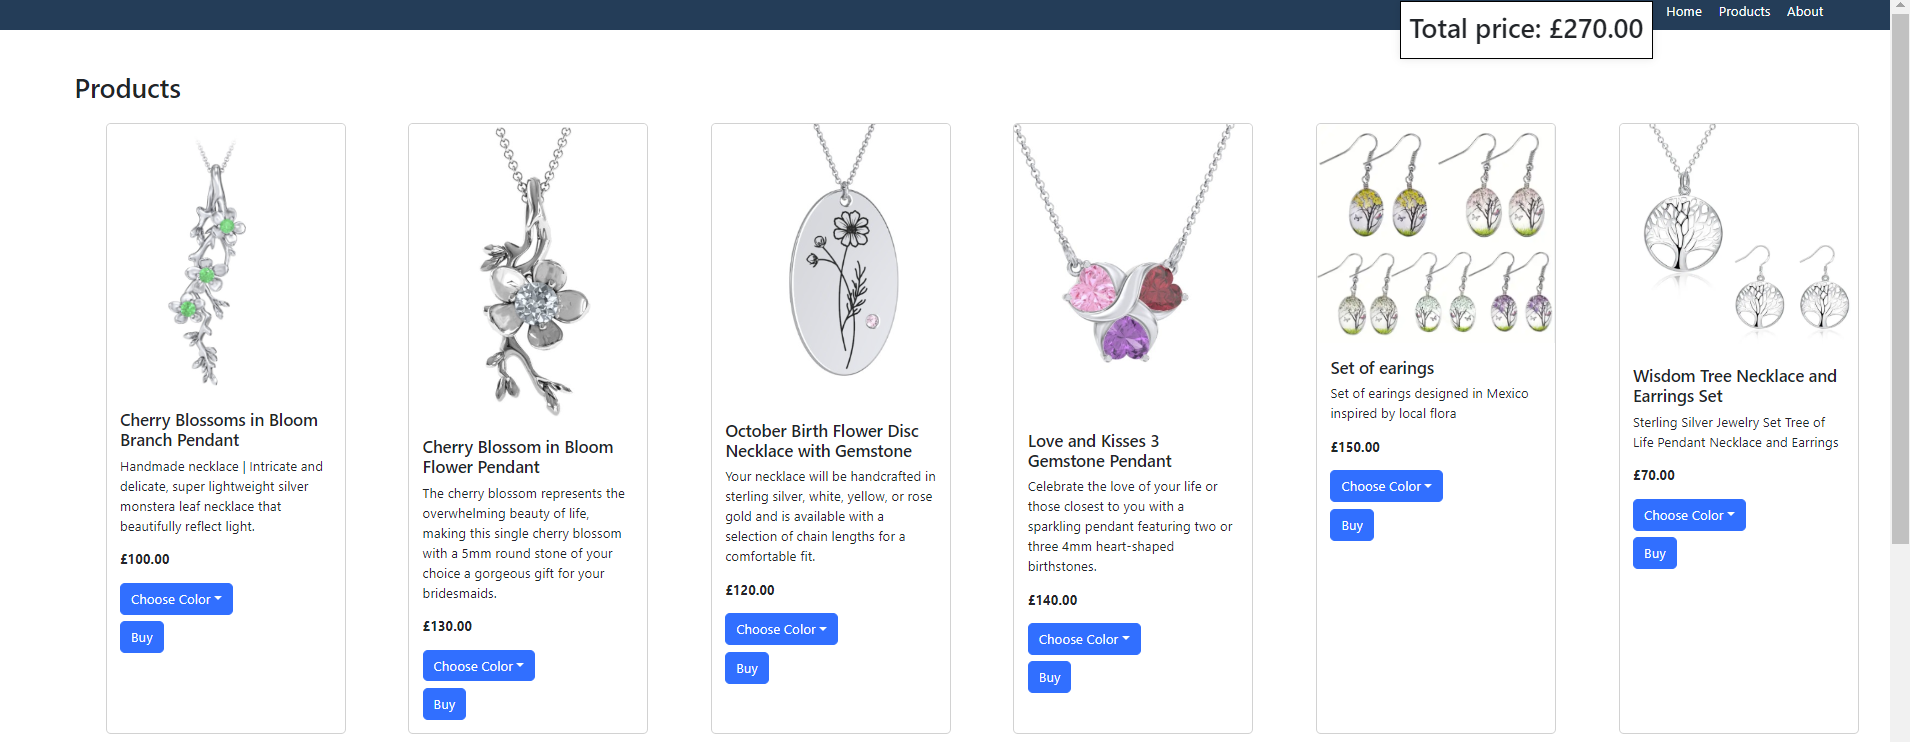 Total price: £270.00
Home
Products
About
Products
Cherry Blossoms in Bloom
Branch Pendant
Handmade necklace | Intricate and
delicate, super lightweight silver
monstera leaf necklace that
beautifully reflect light.
£100.00
Choose Color
Buy
Cherry Blossom in Bloom
Flower Pendant
The cherry blossom represents the
overwhelming beauty of life,
making this single cherry blossom
with a 5mm round stone of your
choice a gorgeous gift for your
bridesmaids.
£130.00
Choose Color
Buy
October Birth Flower Disc
Necklace with Gemstone
Your necklace will be handcrafted in
sterling silver, white, yellow, or rose
gold and is available with a
selection of chain lengths for a
comfortable fit.
£120.00
Choose Color
Buy
Love and Kisses 3
Gemstone Pendant
Celebrate the love of your life or
those closest to you with a
sparkling pendant featuring two or
three 4mm heart-shaped
birthstones.
£140.00
Choose Color
Buy
Set of earings
Set of earings designed in Mexico
inspired by local flora
£150.00
Choose Color
Buy
Wisdom Tree Necklace and
Earrings Set
Sterling Silver Jewelry Set Tree of
Life Pendant Necklace and Earrings
£70.00
Choose Color
Buy